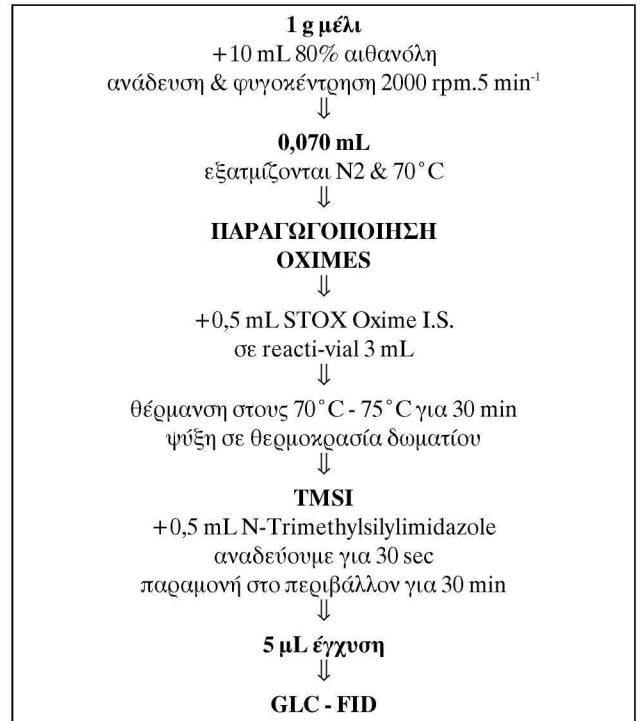 1 g μέλι
+10 mL 80% αιθανόλη
ανάδευση & φυγοκέντρηση 2000 rpm.5 min⁻¹
⇓
0,070 mL
εξατμίζονται N2 & 70°C
⇓
ΠΑΡΑΓΩΓΟΠΟΙΗΣΗ
OXIMES
⇓
+0,5 mL STOX Oxime I.S.
σε reacti-vial 3 mL
⇓
θέρμανση στους 70°C - 75°C για 30 min
ψύξη σε θερμοκρασία δωματίου
⇓
TMSI
+0,5 mL N-Trimethylsilylimidazole
αναδεύουμε για 30 sec
παραμονή στο περιβάλλον για 30 min
⇓
5 μL έγχυση
⇓
GLC - FID